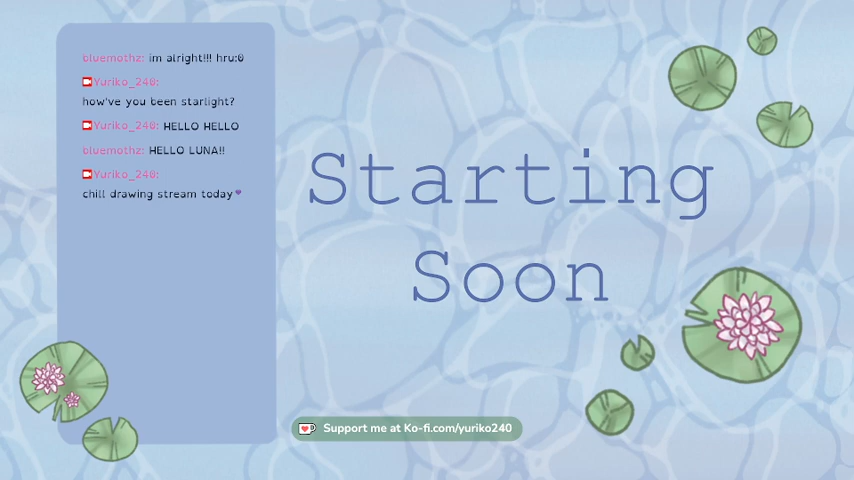 bluemothz: im alright!!! hru:0
Yuriko_240:
how've you been starlight?
Yuriko_240: HELLO HELLO
bluemothz: HELLO LUNA!!
Yuriko_240:
chill drawing stream today
Starting
Soon
Support me at Ko-fi.com/yuriko240